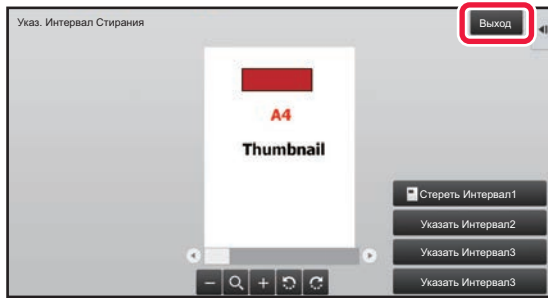 Указ. Интервал Стирания
Выход
A4
Thumbnail
Стереть Интервал1
Указать Интервал2
Указать Интервал3
Указать Интервал3